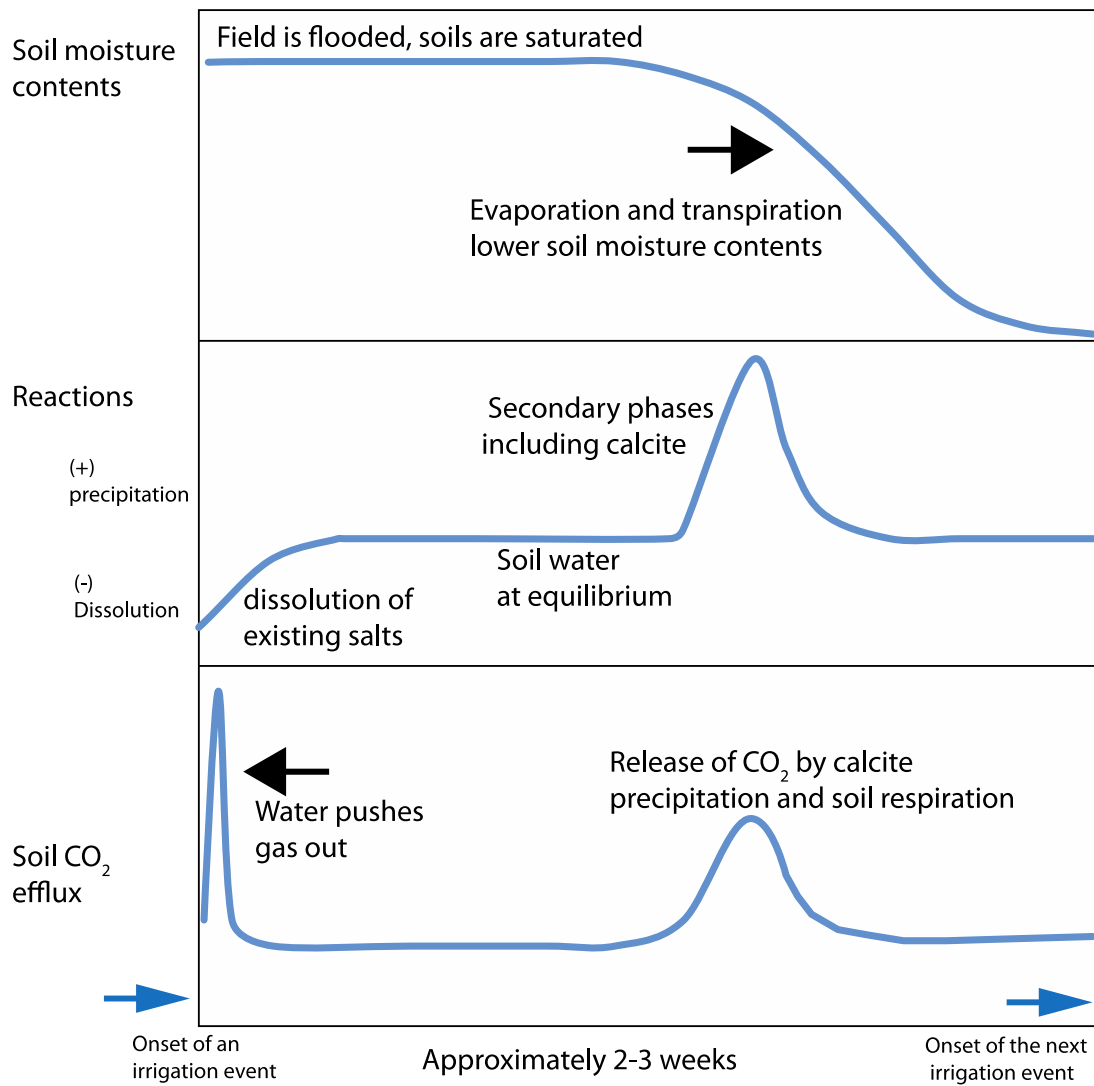 Soil moisture
contents
Field is flooded, soils are saturated
Evaporation and transpiration
lower soil moisture contents
Reactions
(+)
precipitation
(-)
Dissolution
Secondary phases
including calcite
Soil water
at equilibrium
dissolution of
existing salts
Soil CO₂
efflux
Water pushes
gas out
Release of CO₂ by calcite
precipitation and soil respiration
Onset of an
irrigation event
Approximately 2-3 weeks
Onset of the next
irrigation event